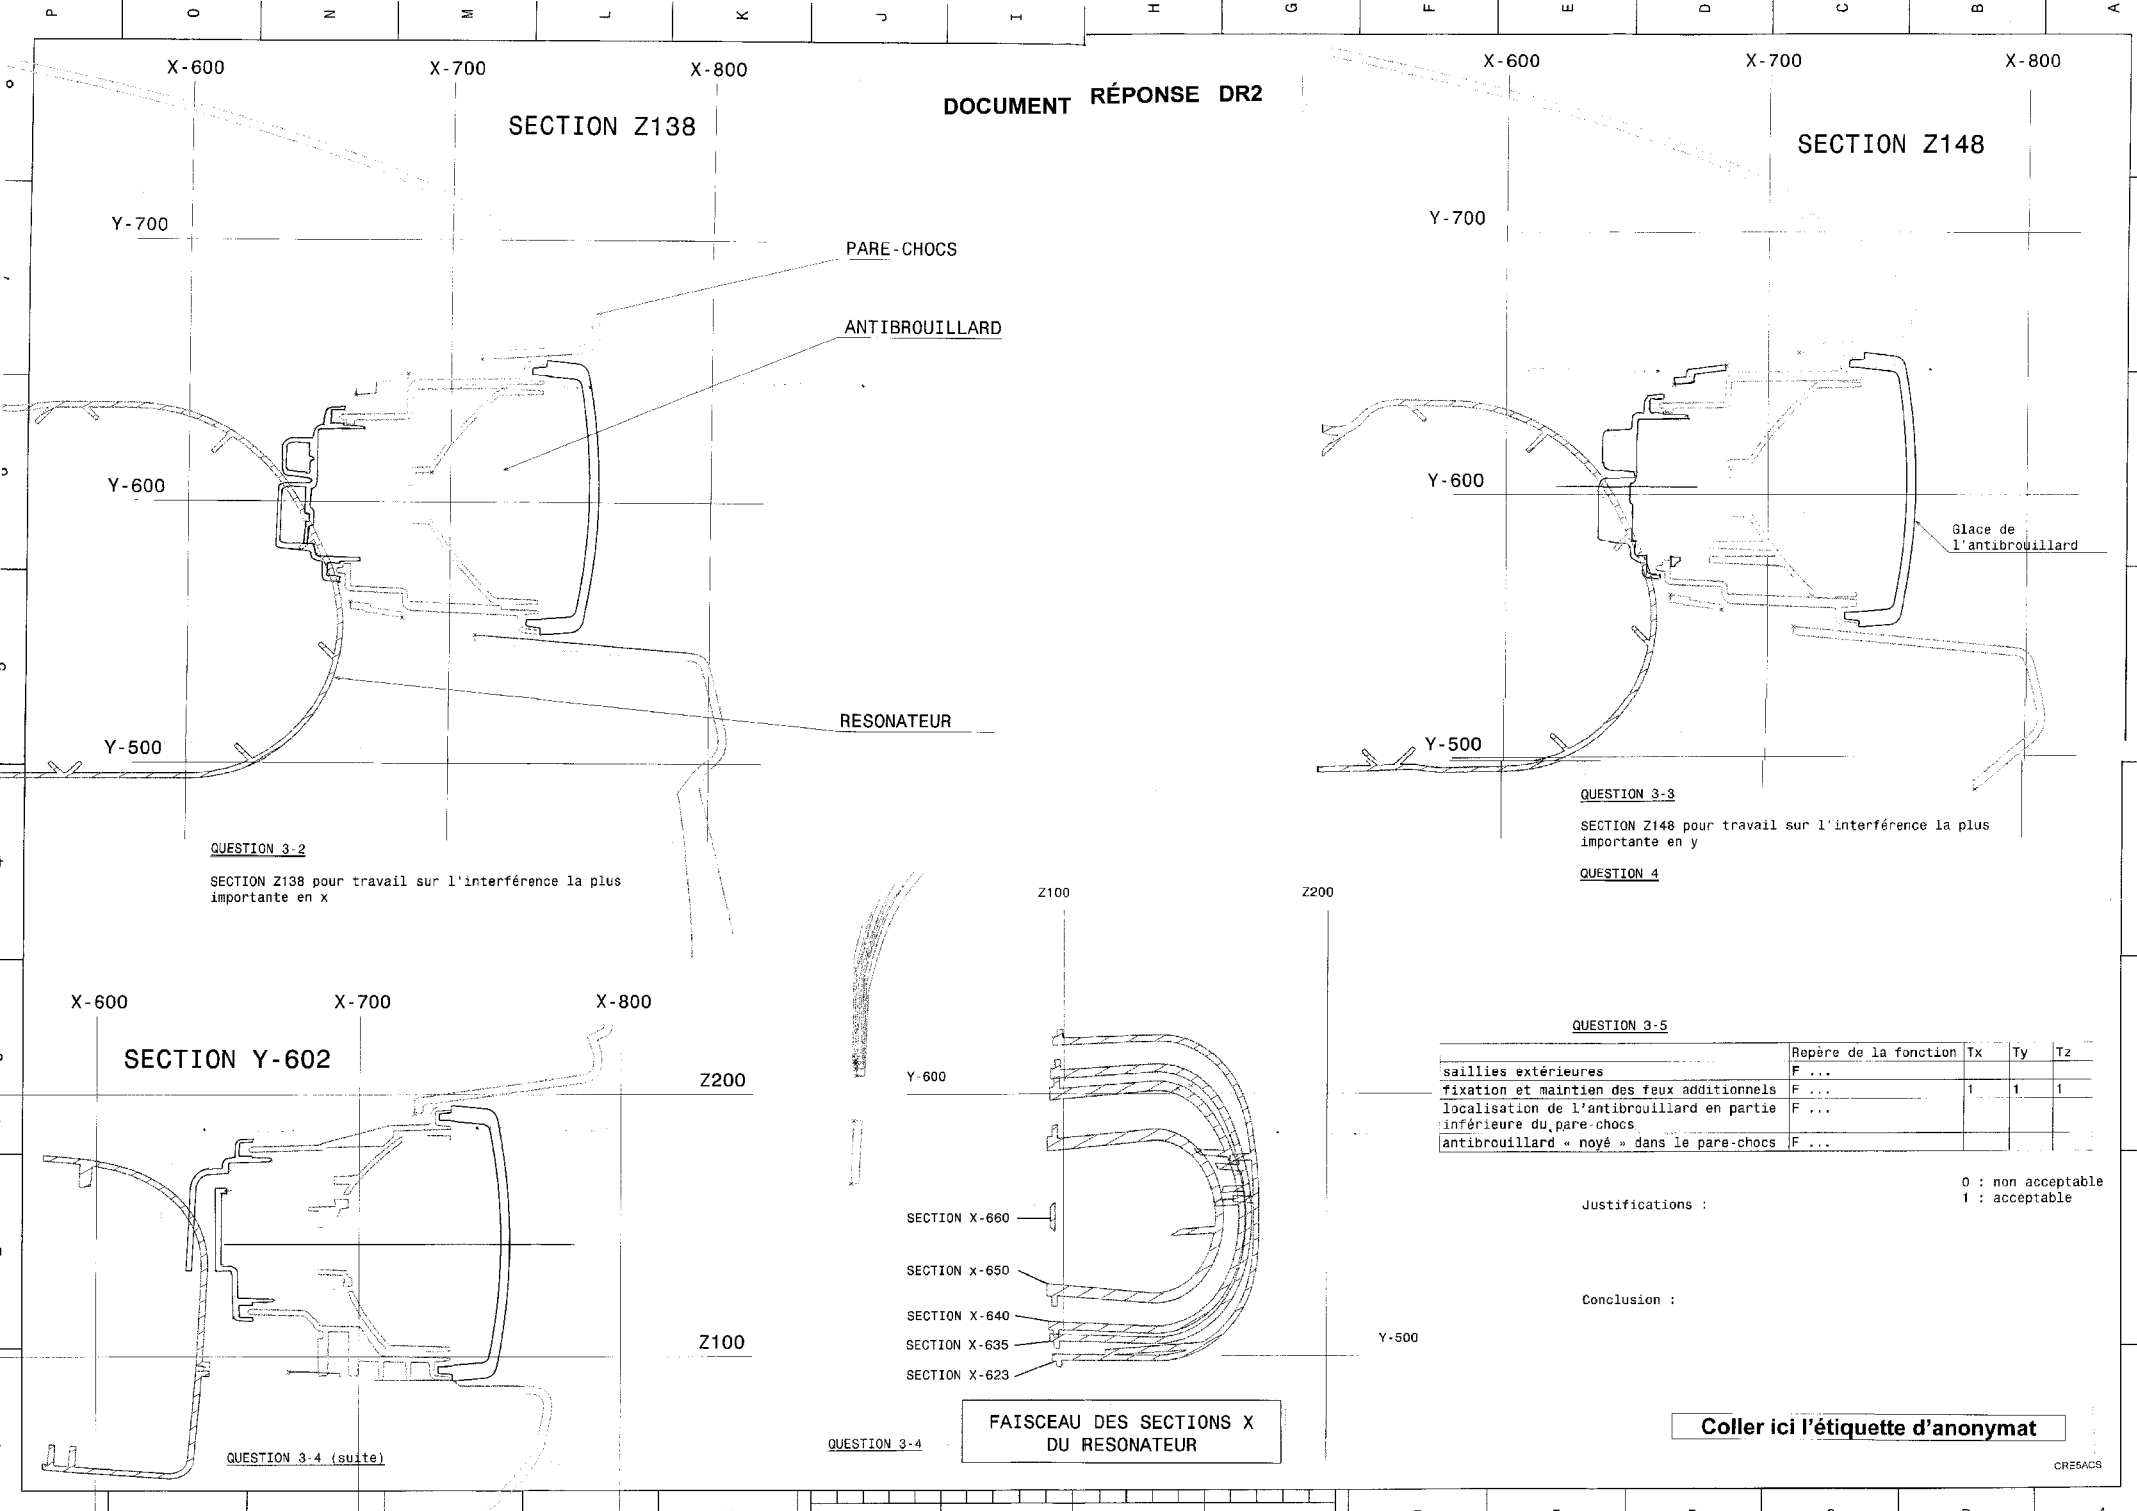 P O N M L K J I H G F E D C B A
X-600 X-700 X-800
DOCUMENT RÉPONSE DR2
X-600 X-700 X-800
SECTION Z138
SECTION Z148
Y-700
Y-700
PARE-CHOCS
ANTIBROUILLARD
Y-600
Y-600
Glace de
l'antibrouillard
RESONATEUR
Y-500
Y-500
QUESTION 3-2
SECTION Z138 pour travail sur l'interférence la plus
importante en x
QUESTION 3-3
SECTION Z148 pour travail sur l'interférence la plus
importante en y
QUESTION 4
X-600 X-700 X-800
SECTION Y-602
Z200
Z100
QUESTION 3-4 (suite)
Z100 Z200
Y-600
SECTION X-660
SECTION x-650
SECTION X-640
SECTION X-635
SECTION X-623
Y-500
FAISCEAU DES SECTIONS X
DU RESONATEUR
QUESTION 3-4
QUESTION 3-5
Repère de la fonction Tx Ty Tz
saillies extérieures F ...
fixation et maintien des feux additionnels F ... 1 1 1
localisation de l'antibrouillard en partie F ...
inférieure du pare-chocs
antibrouillard « noyé » dans le pare-chocs F ...
0 : non acceptable
1 : acceptable
Justifications :
Conclusion :
Coller ici l'étiquette d'anonymat
CRE5ACS